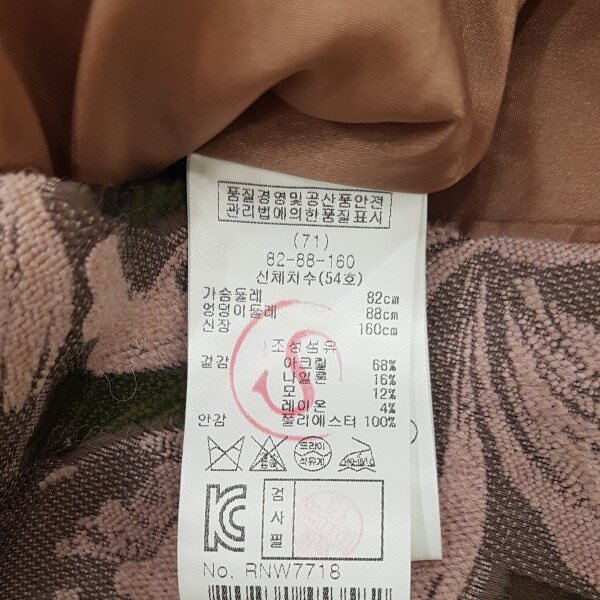 품질경영및공산품안전
관리법에의한품질표시
(71)
82-88-160
신체치수(54호)
가슴둘레 82cm
엉덩이둘레 88cm
신장 160cm
조성섬유
겉감 아크릴 68%
나일론 16%
모 12%
레이온 4%
안감 폴리에스터 100%
드라이
석유계
검
사
필
No. RNW7718